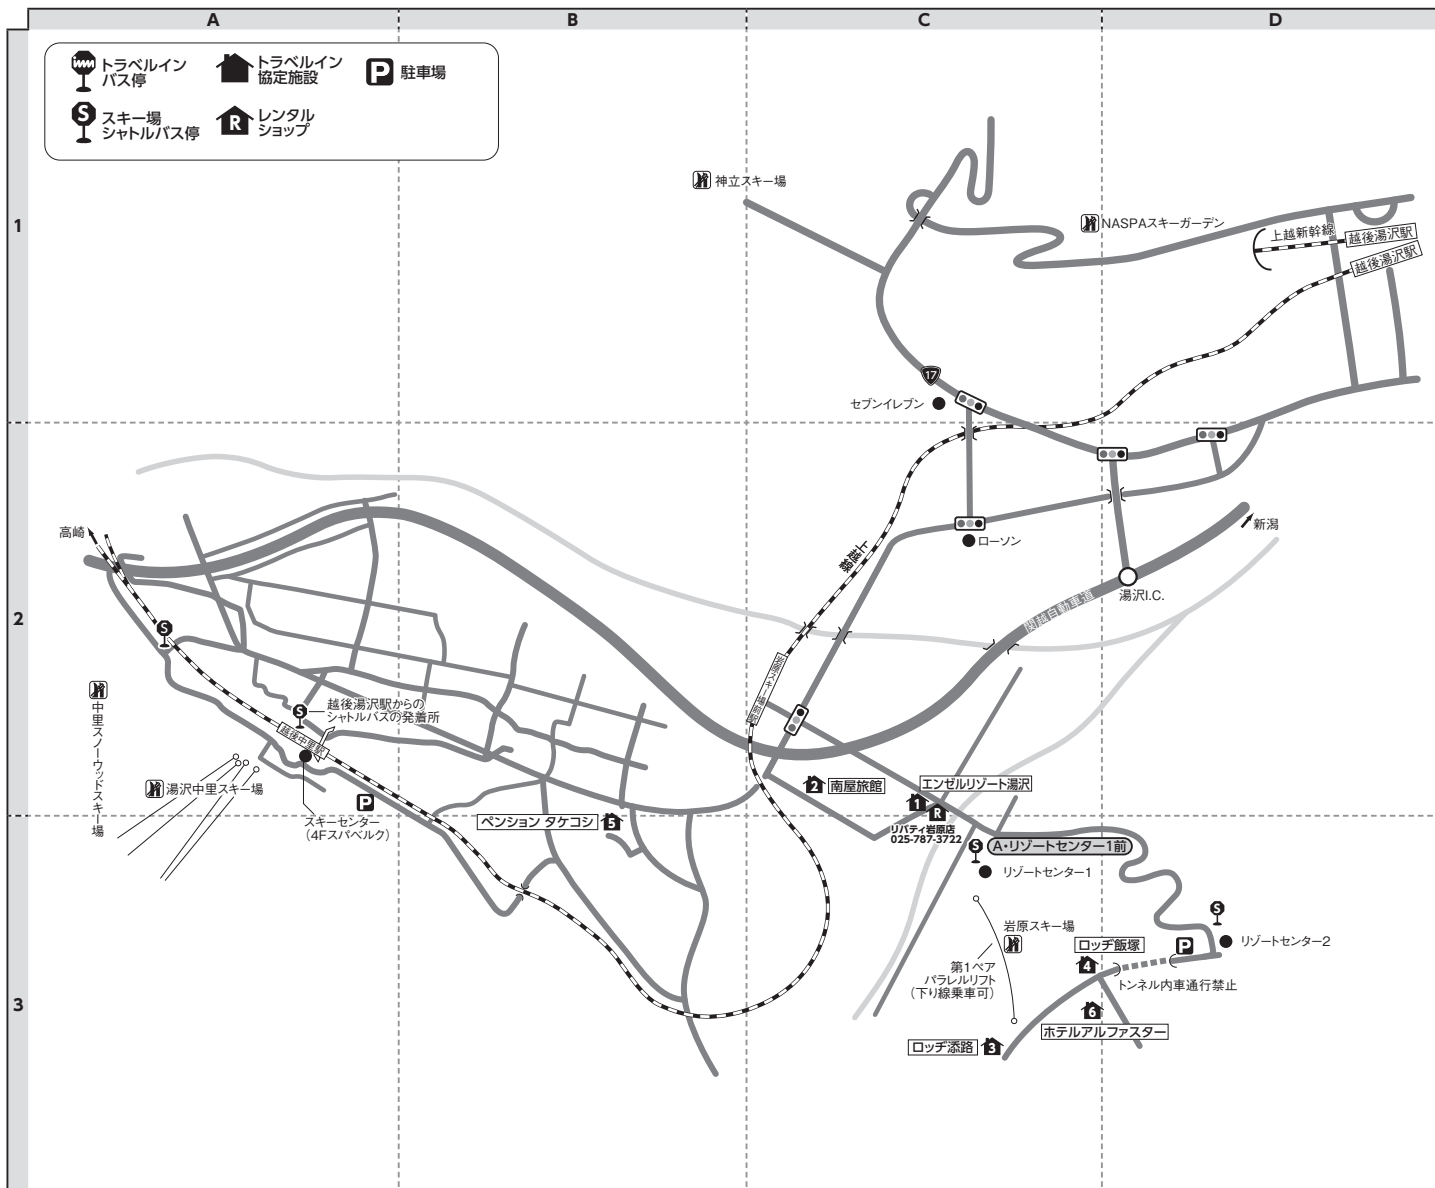 A
B
C
D
1
2
3
トラベルイン
バス停
トラベルイン
協定施設
P
駐車場
S
スキー場
シャトルバス停
R
レンタル
ショップ
神立スキー場
NASPAスキーガーデン
上越新幹線
越後湯沢駅
越後湯沢駅
17
セブンイレブン
ローソン
高崎
新潟
上越線
湯沢I.C.
関越自動車道
S
S
越後湯沢駅からの
シャトルバスの発着所
中里スノーウッドスキー場
越後中里駅
湯沢中里スキー場
P
スキーセンター
(4Fスパベルク)
岩原スキー場前駅
2
南屋旅館
エンゼルリゾート湯沢
1
R
リバティ岩原店
025-787-3722
ペンション タケコシ
5
S
A・リゾートセンター1前
リゾートセンター1
S
岩原スキー場
ロッヂ飯塚
P
リゾートセンター2
4
第1ペア
パラレルリフト
(下り線乗車可)
トンネル内車通行禁止
6
ホテルアルファスター
ロッヂ添路
3